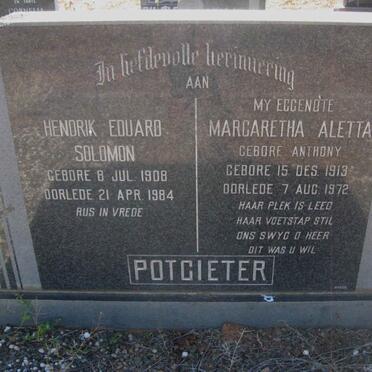 In liefdevolle herinnering
AAN
HENDRIK EDUARD
SOLOMON
GEBORE 8 JUL. 1908
OORLEDE 21 APR. 1984
RUS IN VREDE
MY EGGENOTE
MARGARETHA ALETTA
GEBORE ANTHONY
GEBORE 15 DES. 1913
OORLEDE 7 AUG. 1972
HAAR PLEK IS LEEG
HAAR VOETSTAP STIL
ONS SWYG O HEER
DIT WAS U WIL
POTGIETER
CORNELIA